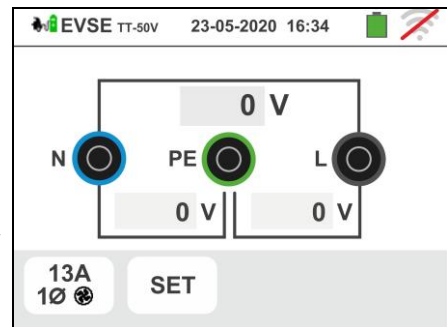 EVSE TT-50V 23-05-2020 16:34
0 V
N PE L
0 V 0 V
13A SET
1Ø